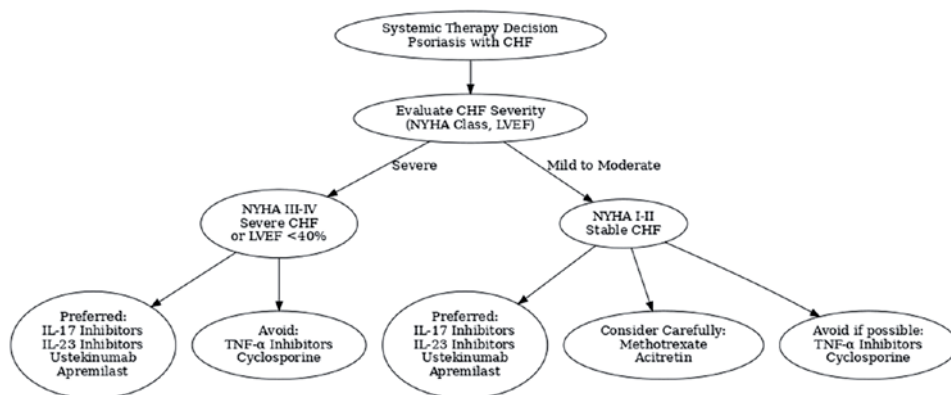 Systemic Therapy Decision
Psoriasis with CHF
Evaluate CHF Severity
(NYHA Class, LVEF)
Severe
Mild to Moderate
NYHA III-IV
Severe CHF
or LVEF <40%
NYHA I-II
Stable CHF
Preferred:
IL-17 Inhibitors
IL-23 Inhibitors
Ustekinumab
Apremilast
Avoid:
TNF-α Inhibitors
Cyclosporine
Preferred:
IL-17 Inhibitors
IL-23 Inhibitors
Ustekinumab
Apremilast
Consider Carefully:
Methotrexate
Acitretin
Avoid if possible:
TNF-α Inhibitors
Cyclosporine